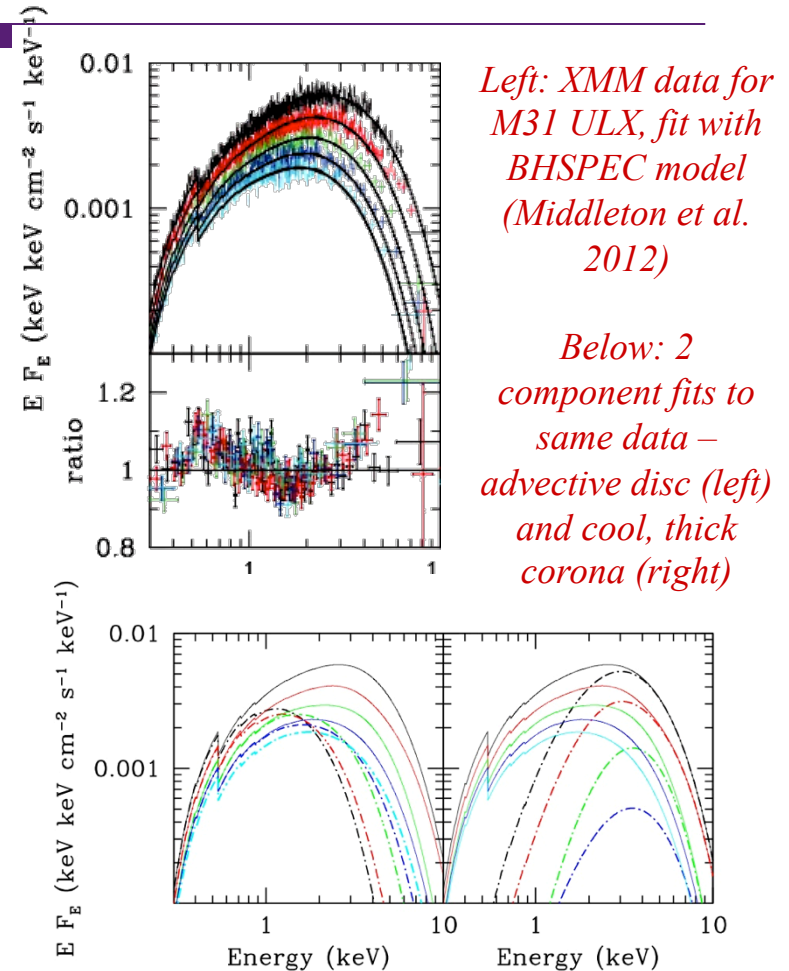 E F_E (keV keV cm⁻² s⁻¹ keV⁻¹)
0.01
0.001
Left: XMM data for
M31 ULX, fit with
BHSPEC model
(Middleton et al.
2012)
ratio
1.2
1
0.8
1
1
Below: 2
component fits to
same data –
advective disc (left)
and cool, thick
corona (right)
E F_E (keV keV cm⁻² s⁻¹ keV⁻¹)
0.01
0.001
1
10
1
10
Energy (keV)
Energy (keV)